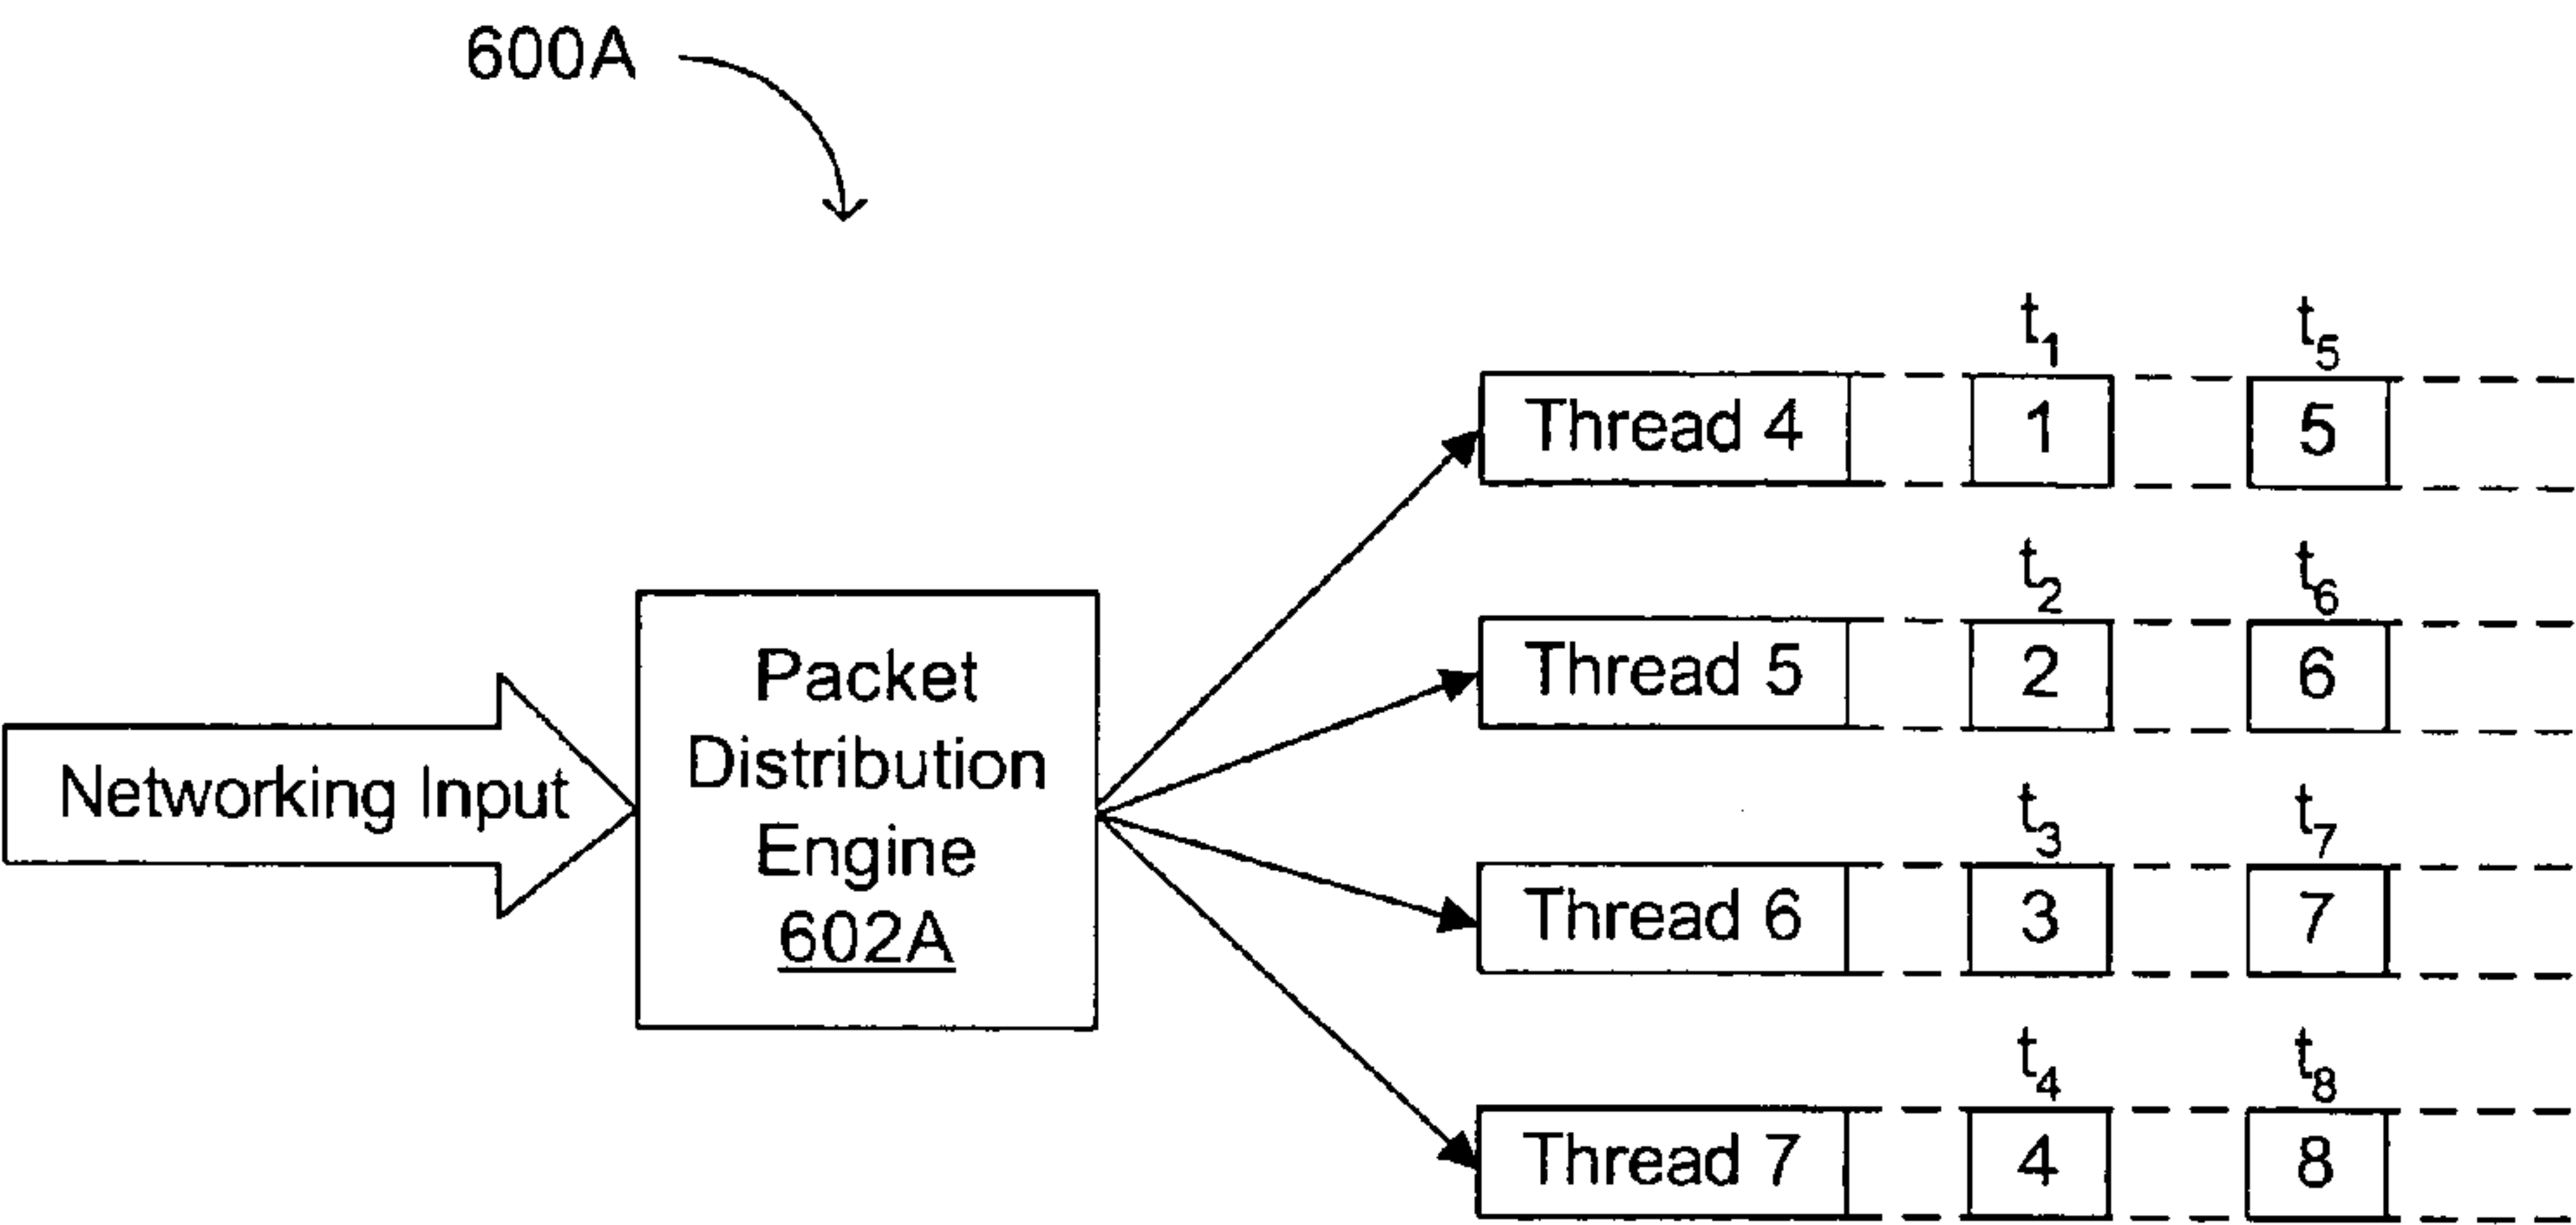 600A
t1 t5
Thread 4 1 5
t2 t6
Thread 5 2 6
Packet
Distribution
Engine
602A
Networking Input
t3 t7
Thread 6 3 7
t4 t8
Thread 7 4 8